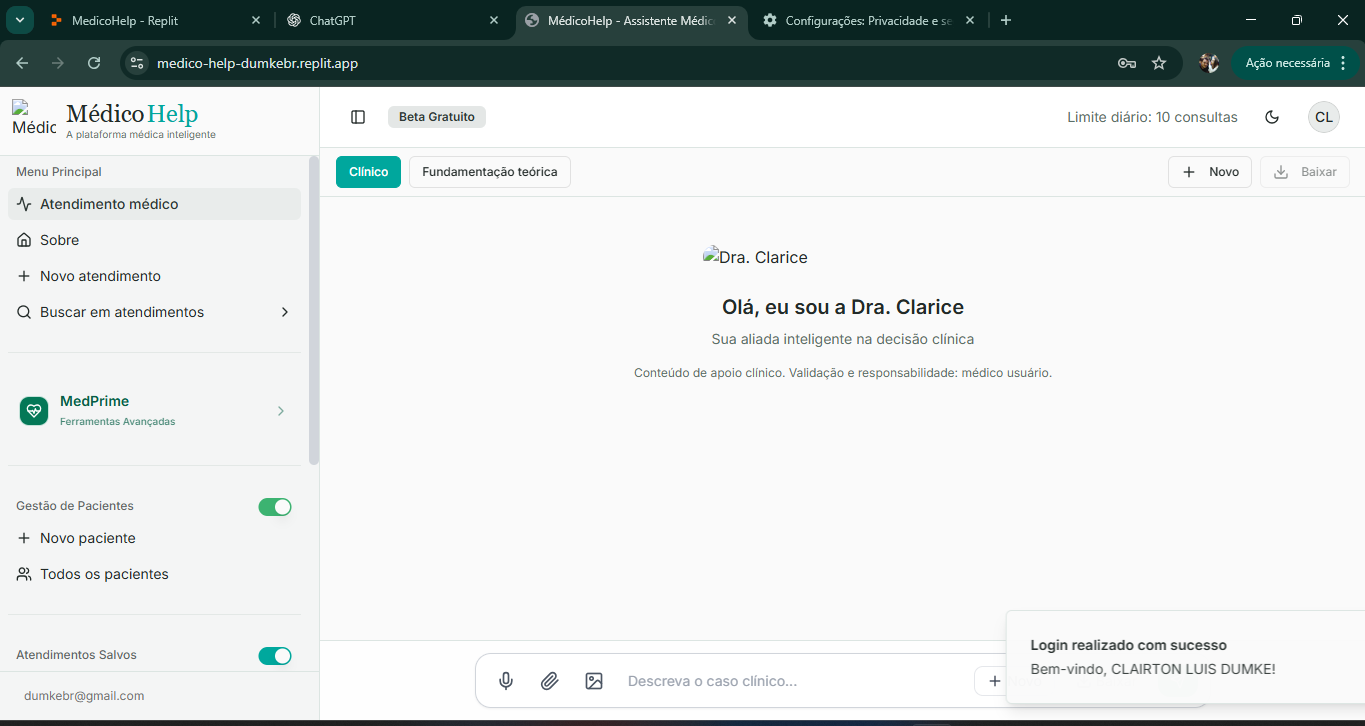 MedicoHelp - Replit
ChatGPT
MédicoHelp - Assistente Médic
Configurações: Privacidade e se
medico-help-dumkebr.replit.app
Ação necessária
Médic
Médico Help
A plataforma médica inteligente
Beta Gratuito
Limite diário: 10 consultas
CL
Menu Principal
Clínico
Fundamentação teórica
Novo
Baixar
Atendimento médico
Sobre
Novo atendimento
Buscar em atendimentos
Dra. Clarice
Olá, eu sou a Dra. Clarice
Sua aliada inteligente na decisão clínica
Conteúdo de apoio clínico. Validação e responsabilidade: médico usuário.
MedPrime
Ferramentas Avançadas
Gestão de Pacientes
Novo paciente
Todos os pacientes
Atendimentos Salvos
dumkebr@gmail.com
Descreva o caso clínico...
Login realizado com sucesso
Bem-vindo, CLAIRTON LUIS DUMKE!